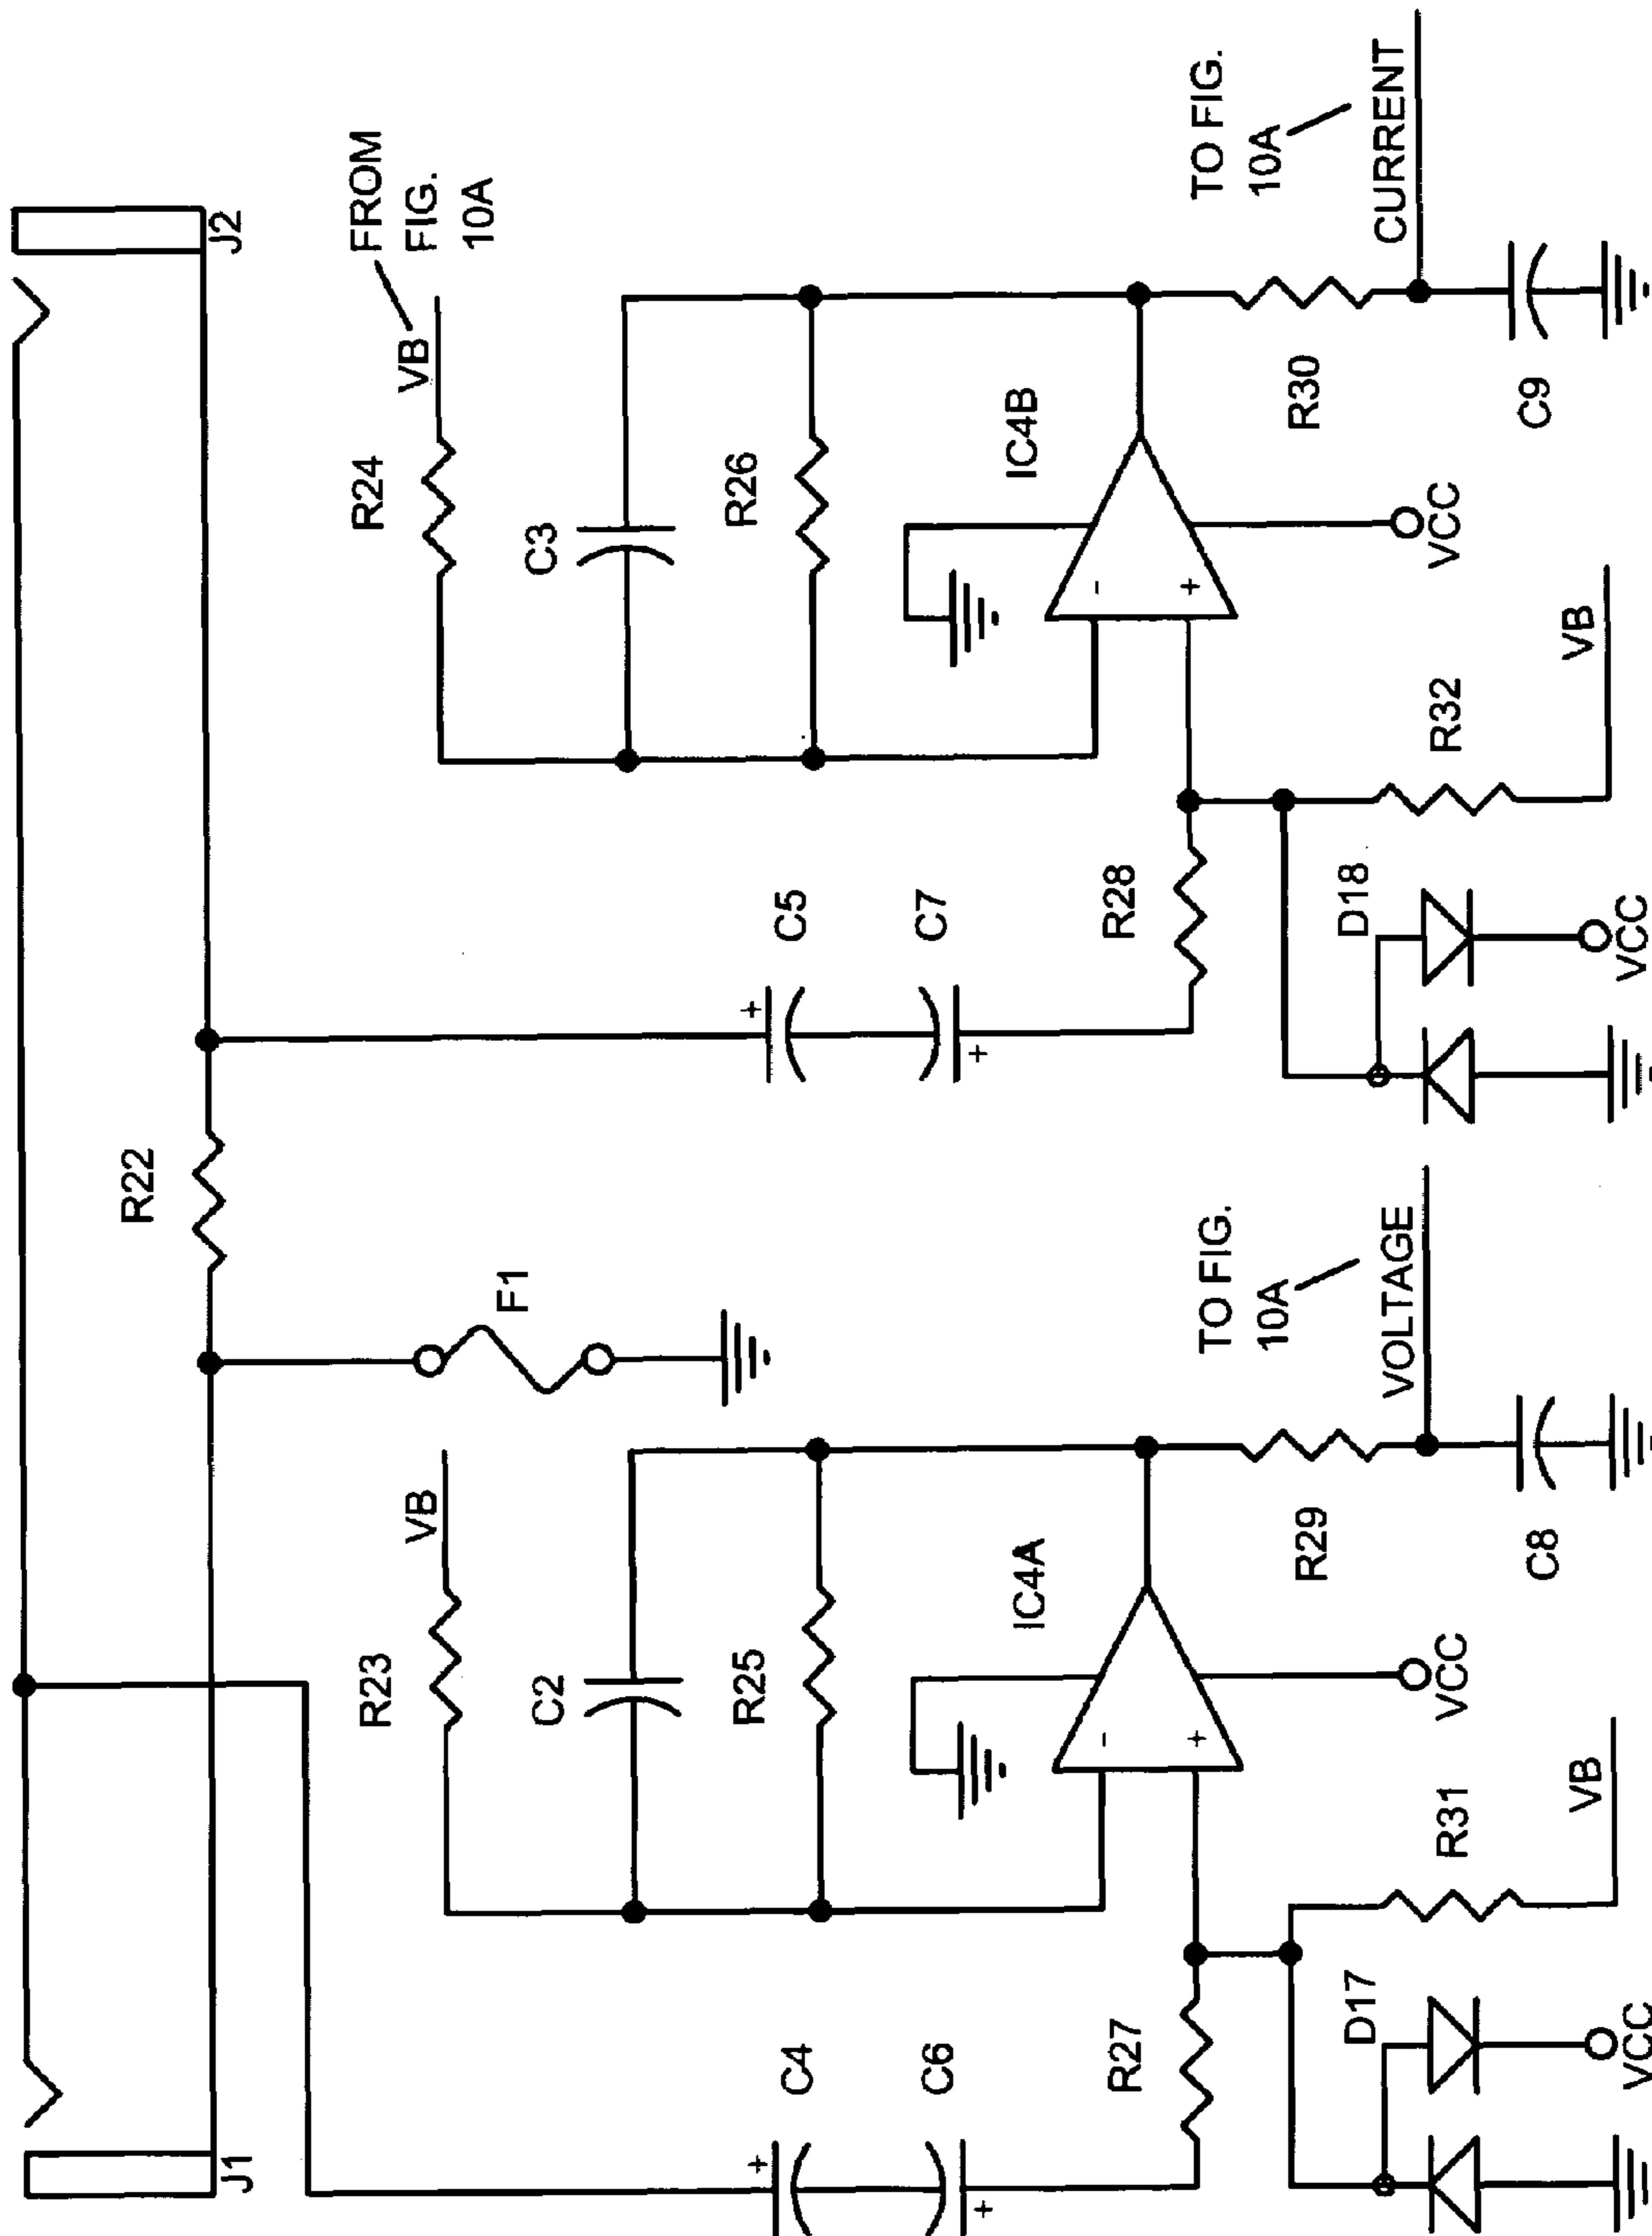 J1
J2
R22
F1
FROM
FIG.
10A
VB
R24
C3
R26
IC4B
-
+
VCC
R30
C9
TO FIG.
10A
CURRENT
C5
+
C7
+
R28
R32
VB
D18
VCC
VB
R23
C2
R25
IC4A
-
+
VCC
R29
C8
TO FIG.
10A
VOLTAGE
C4
+
C6
+
R27
R31
VB
D17
VCC